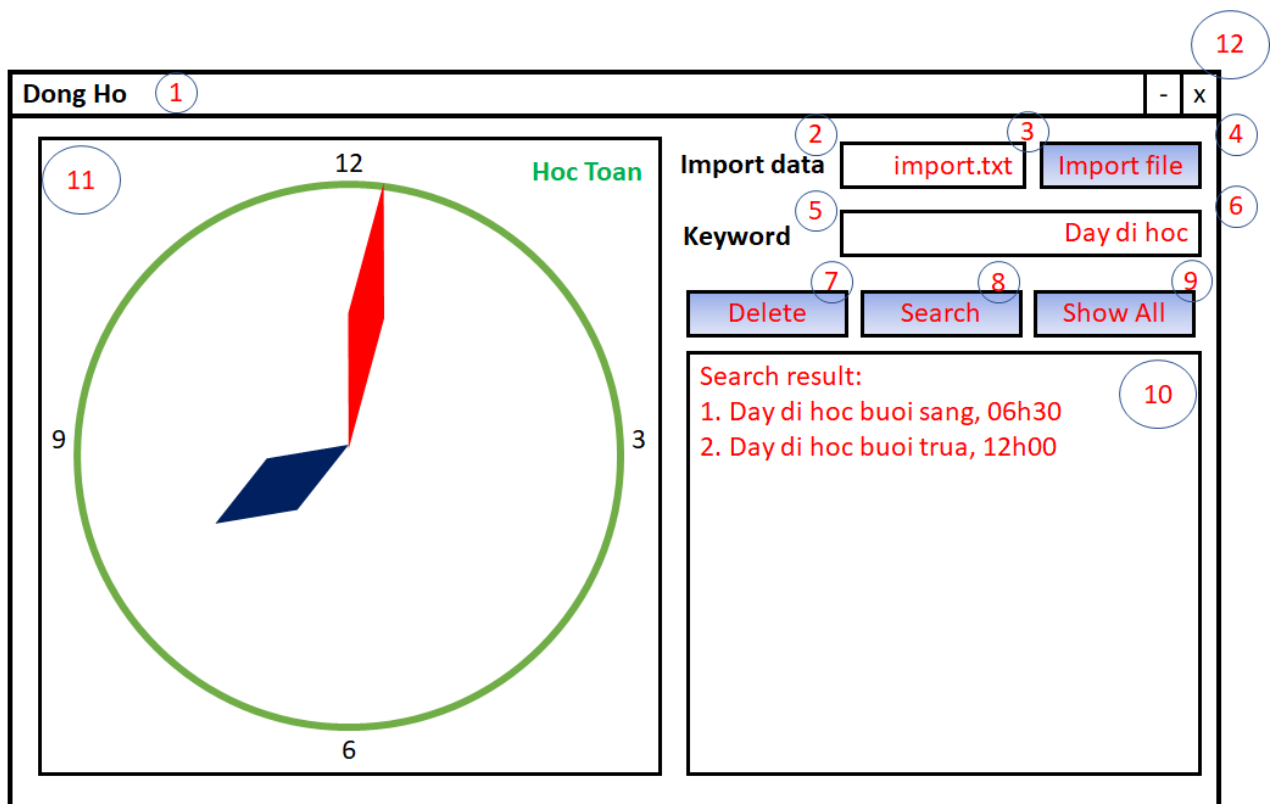 12
Dong Ho 1 - x
11
12
Hoc Toan
9
3
6
2 3 4
Import data import.txt Import file
5 6
Keyword Day di hoc
7 8 9
Delete Search Show All
Search result:
10
1. Day di hoc buoi sang, 06h30
2. Day di hoc buoi trua, 12h00